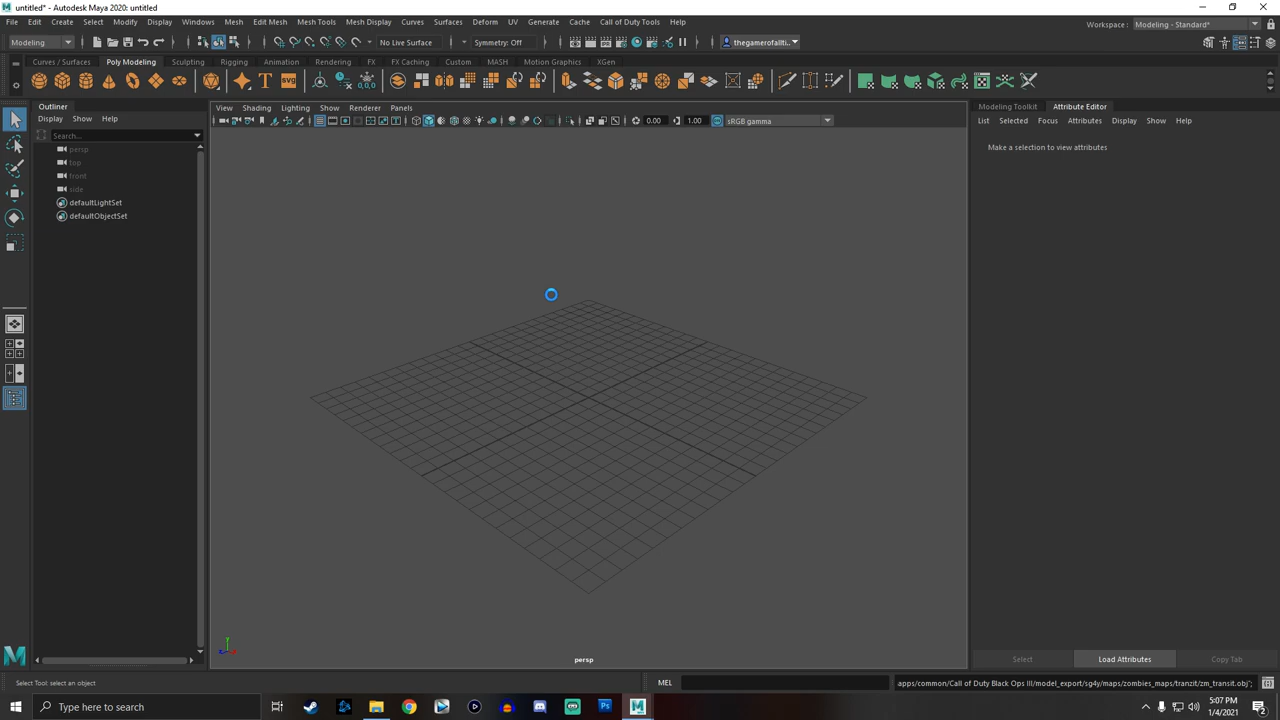 untitled* - Autodesk Maya 2020: untitled
File Edit Create Select Modify Display Windows Mesh Edit Mesh Mesh Tools Mesh Display Curves Surfaces Deform UV Generate Cache Call of Duty Tools Help
Workspace : Modeling - Standard*
Modeling
No Live Surface
Symmetry: Off
thegamerofallti...
Curves / Surfaces Poly Modeling Sculpting Rigging Animation Rendering FX FX Caching Custom MASH Motion Graphics XGen
svg
Outliner
Display Show Help
Search...
persp
top
front
side
defaultLightSet
defaultObjectSet
View Shading Lighting Show Renderer Panels
0.00
1.00
sRGB gamma
persp
Modeling Toolkit Attribute Editor
List Selected Focus Attributes Display Show Help
Make a selection to view attributes
Select Load Attributes Copy Tab
Select Tool: select an object
MEL
apps/common/Call of Duty Black Ops III/model_export/sg4y/maps/zombies_maps/tranzit/zm_transit.obj';
Type here to search
5:07 PM
1/4/2021